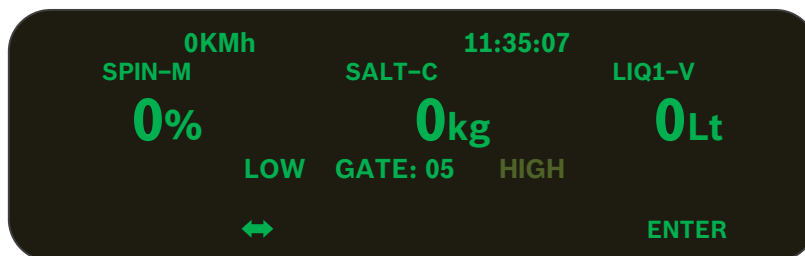 0KMh 11:35:07
SPIN-M SALT-C LIQ1-V
0% 0kg 0Lt
LOW GATE: 05 HIGH
ENTER